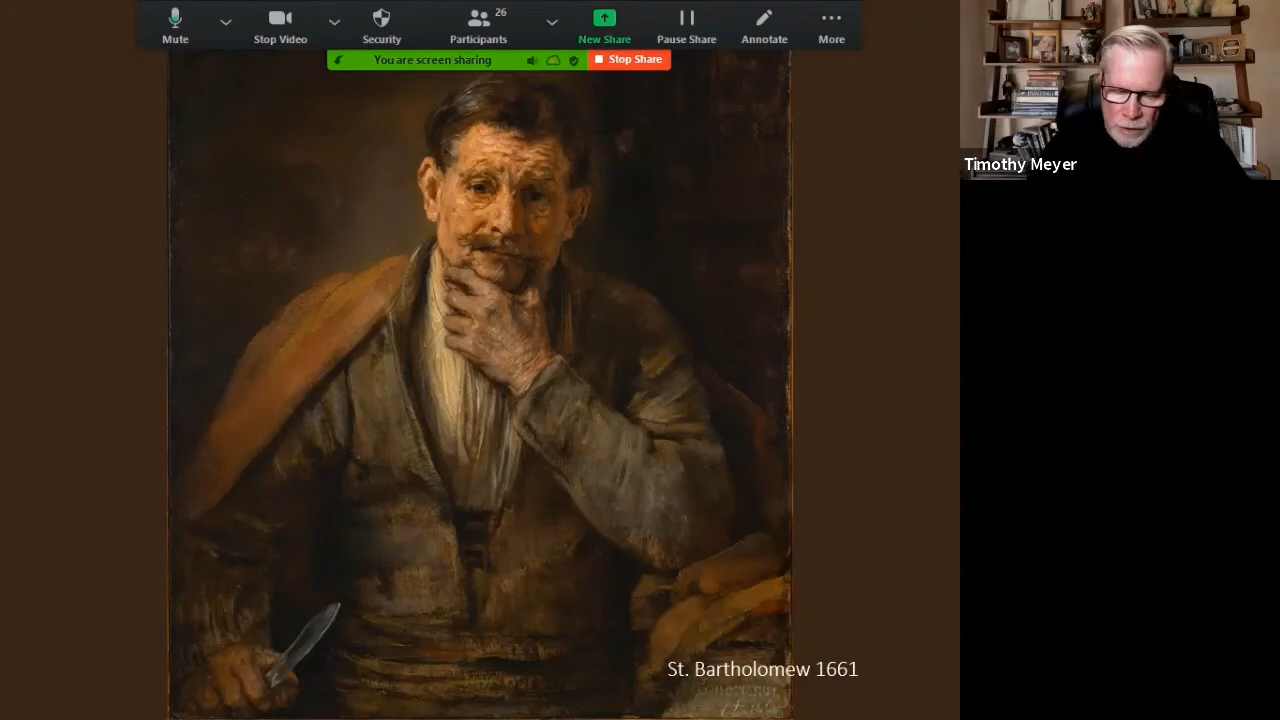 26
Mute
Stop Video
Security
Participants
New Share
Pause Share
Annotate
More
You are screen sharing
Stop Share
Timothy Meyer
St. Bartholomew 1661